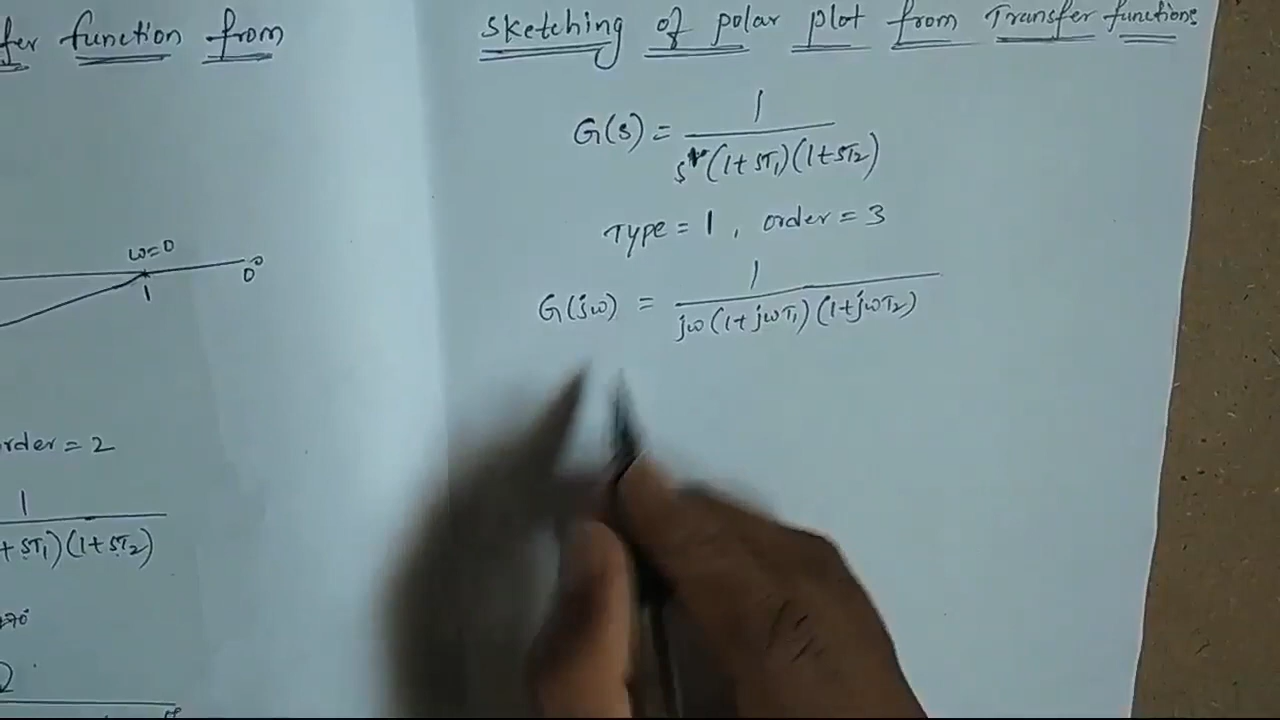 fer function from
ω=0
0°
1
order = 2
1
+ ST₁)(1+ ST₂)
Sketching of polar plot from Transfer functions
G(s) = 1
s (1+ ST₁)(1+ ST₂)
Type = 1 , order = 3
G(jω) = 1
jω (1+ jωT₁) (1+ jωT₂)